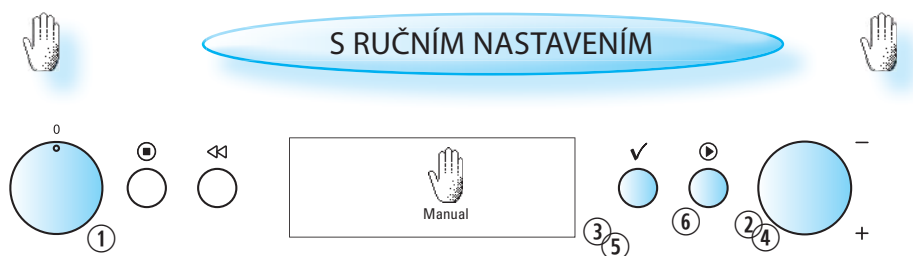 S RUČNÍM NASTAVENÍM
0
Manual
− +
① ③ ⑤ ⑥ ② ④